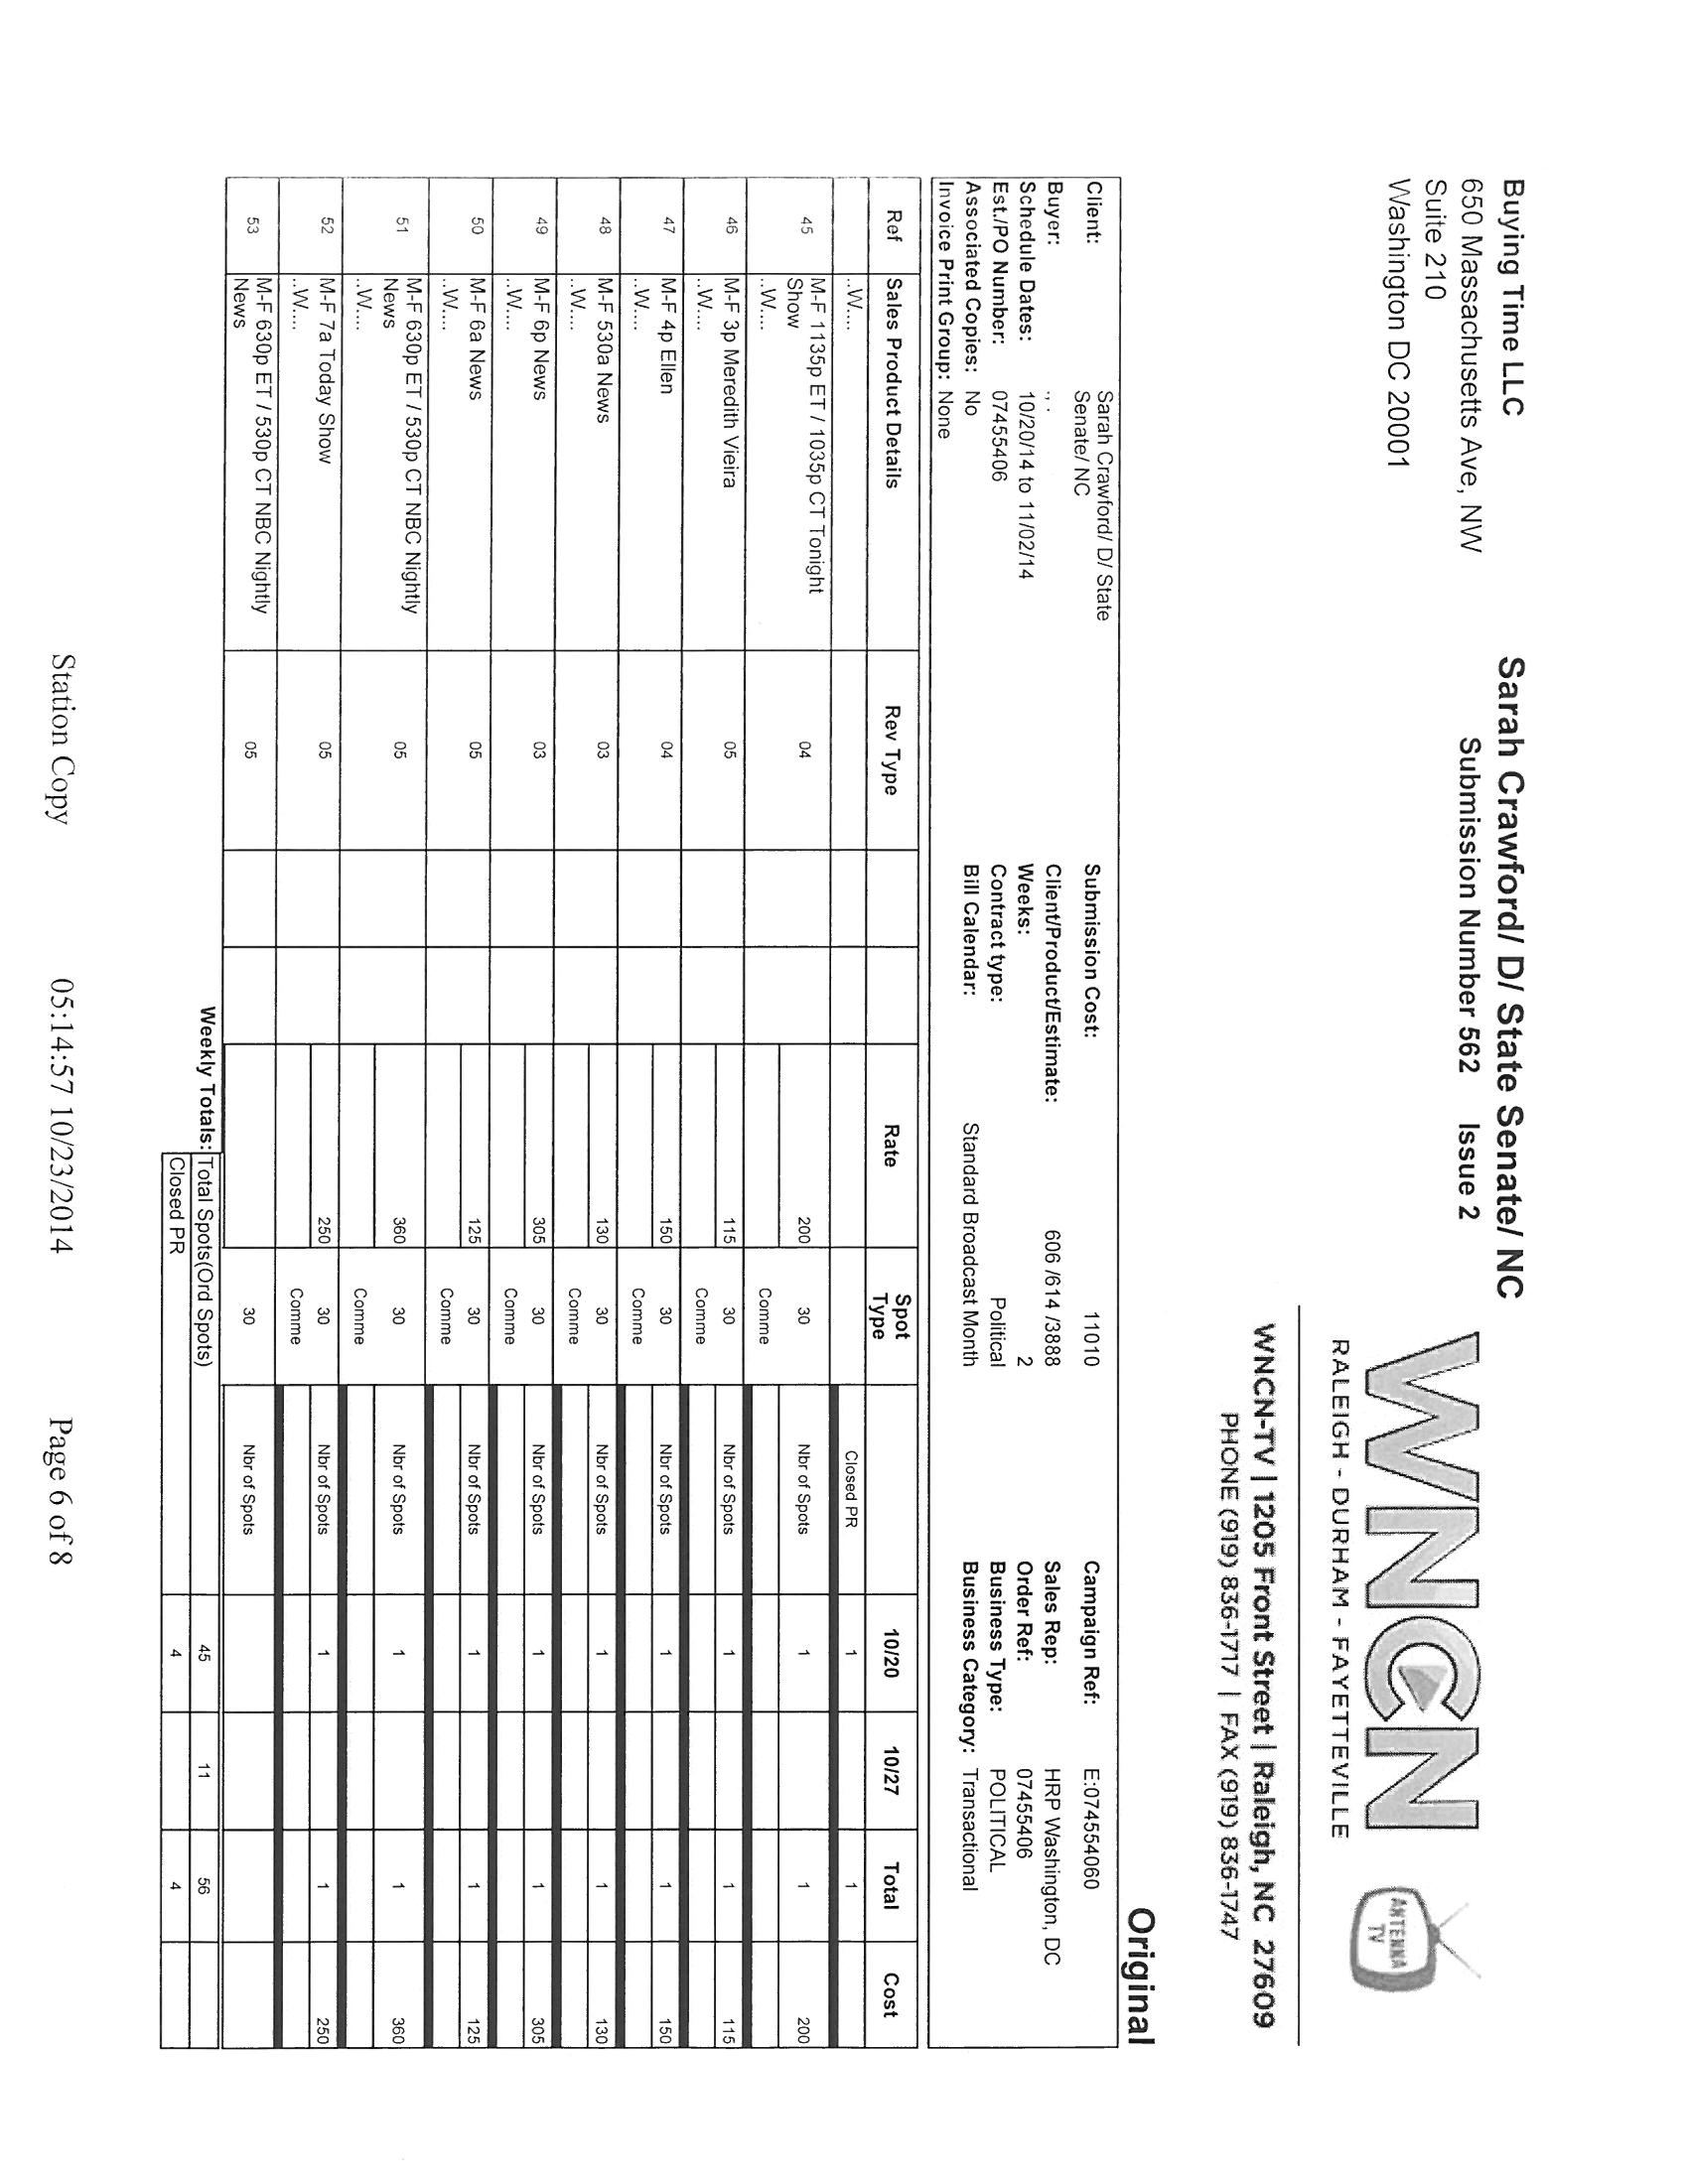 Buying Time LLC
650 Massachusetts Ave, NW
Suite 210
Washington DC 20001
Sarah Crawford/ D/ State Senate/ NC
Submission Number 562 Issue 2
WNCN
RALEIGH - DURHAM - FAYETTEVILLE
ANTENNA
TV
WNCN-TV | 1205 Front Street | Raleigh, NC 27609
PHONE (919) 836-1717 | FAX (919) 836-1747
Original
Client: Sarah Crawford/ D/ State Submission Cost: 11010 Campaign Ref: E:074554060
Senate/ NC
Buyer: ., . Client/Product/Estimate: 606 /614 /3888 Sales Rep: HRP Washington, DC
Schedule Dates: 10/20/14 to 11/02/14 Weeks: 2 Order Ref: 07455406
Est./PO Number: 07455406 Contract type: Political Business Type: POLITICAL
Associated Copies: No Bill Calendar: Standard Broadcast Month Business Category: Transactional
Invoice Print Group: None
Ref Sales Product Details Rev Type Rate Spot Type 10/20 10/27 Total Cost
..W.... Closed PR 1 1
45 M-F 1135p ET / 1035p CT Tonight 04 200 30 Nbr of Spots 1 1 200
Show
..W.... Comme
46 M-F 3p Meredith Vieira 05 115 30 Nbr of Spots 1 1 115
..W.... Comme
47 M-F 4p Ellen 04 150 30 Nbr of Spots 1 1 150
..W.... Comme
48 M-F 530a News 03 130 30 Nbr of Spots 1 1 130
..W.... Comme
49 M-F 6p News 03 305 30 Nbr of Spots 1 1 305
..W.... Comme
50 M-F 6a News 05 125 30 Nbr of Spots 1 1 125
..W.... Comme
51 M-F 630p ET / 530p CT NBC Nightly 05 360 30 Nbr of Spots 1 1 360
News
..W.... Comme
52 M-F 7a Today Show 05 250 30 Nbr of Spots 1 1 250
..W.... Comme
53 M-F 630p ET / 530p CT NBC Nightly 05 30 Nbr of Spots
News
Weekly Totals: Total Spots(Ord Spots) 45 11 56
Closed PR 4 4
Station Copy 05:14:57 10/23/2014 Page 6 of 8